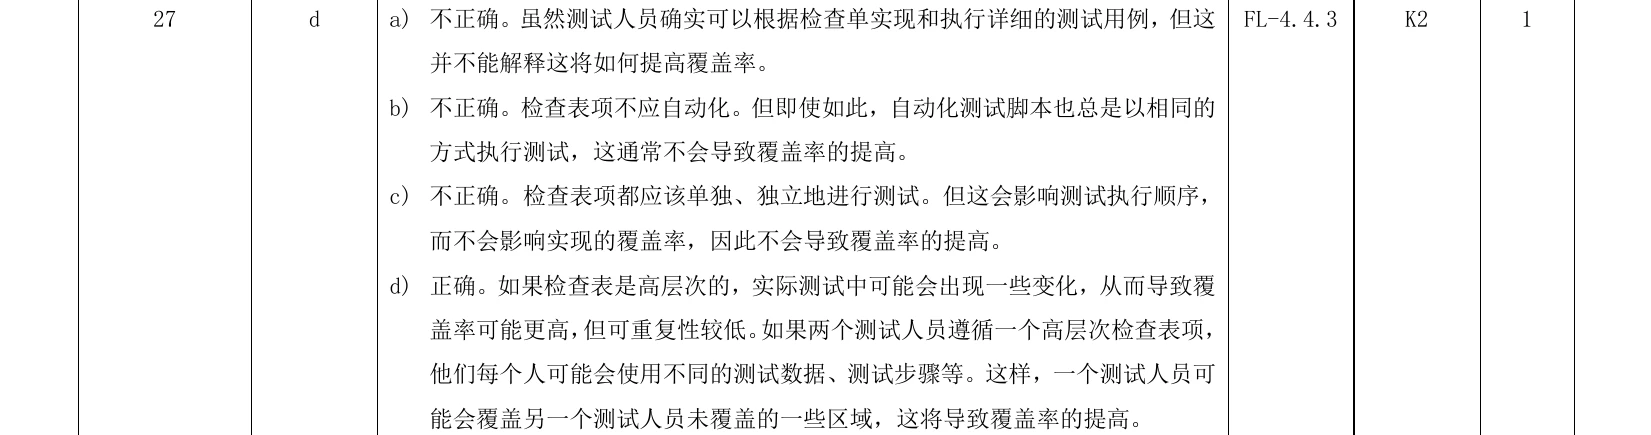 27 d a) 不正确。虽然测试人员确实可以根据检查单实现和执行详细的测试用例，但这 FL-4.4.3 K2 1
并不能解释这将如何提高覆盖率。
b) 不正确。检查表项不应自动化。但即使如此，自动化测试脚本也总是以相同的
方式执行测试，这通常不会导致覆盖率的提高。
c) 不正确。检查表项都应该单独、独立地进行测试。但这会影响测试执行顺序，
而不会影响实现的覆盖率，因此不会导致覆盖率的提高。
d) 正确。如果检查表是高层次的，实际测试中可能会出现一些变化，从而导致覆
盖率可能更高，但可重复性较低。如果两个测试人员遵循一个高层次检查表项，
他们每个人可能会使用不同的测试数据、测试步骤等。这样，一个测试人员可
能会覆盖另一个测试人员未覆盖的一些区域，这将导致覆盖率的提高。